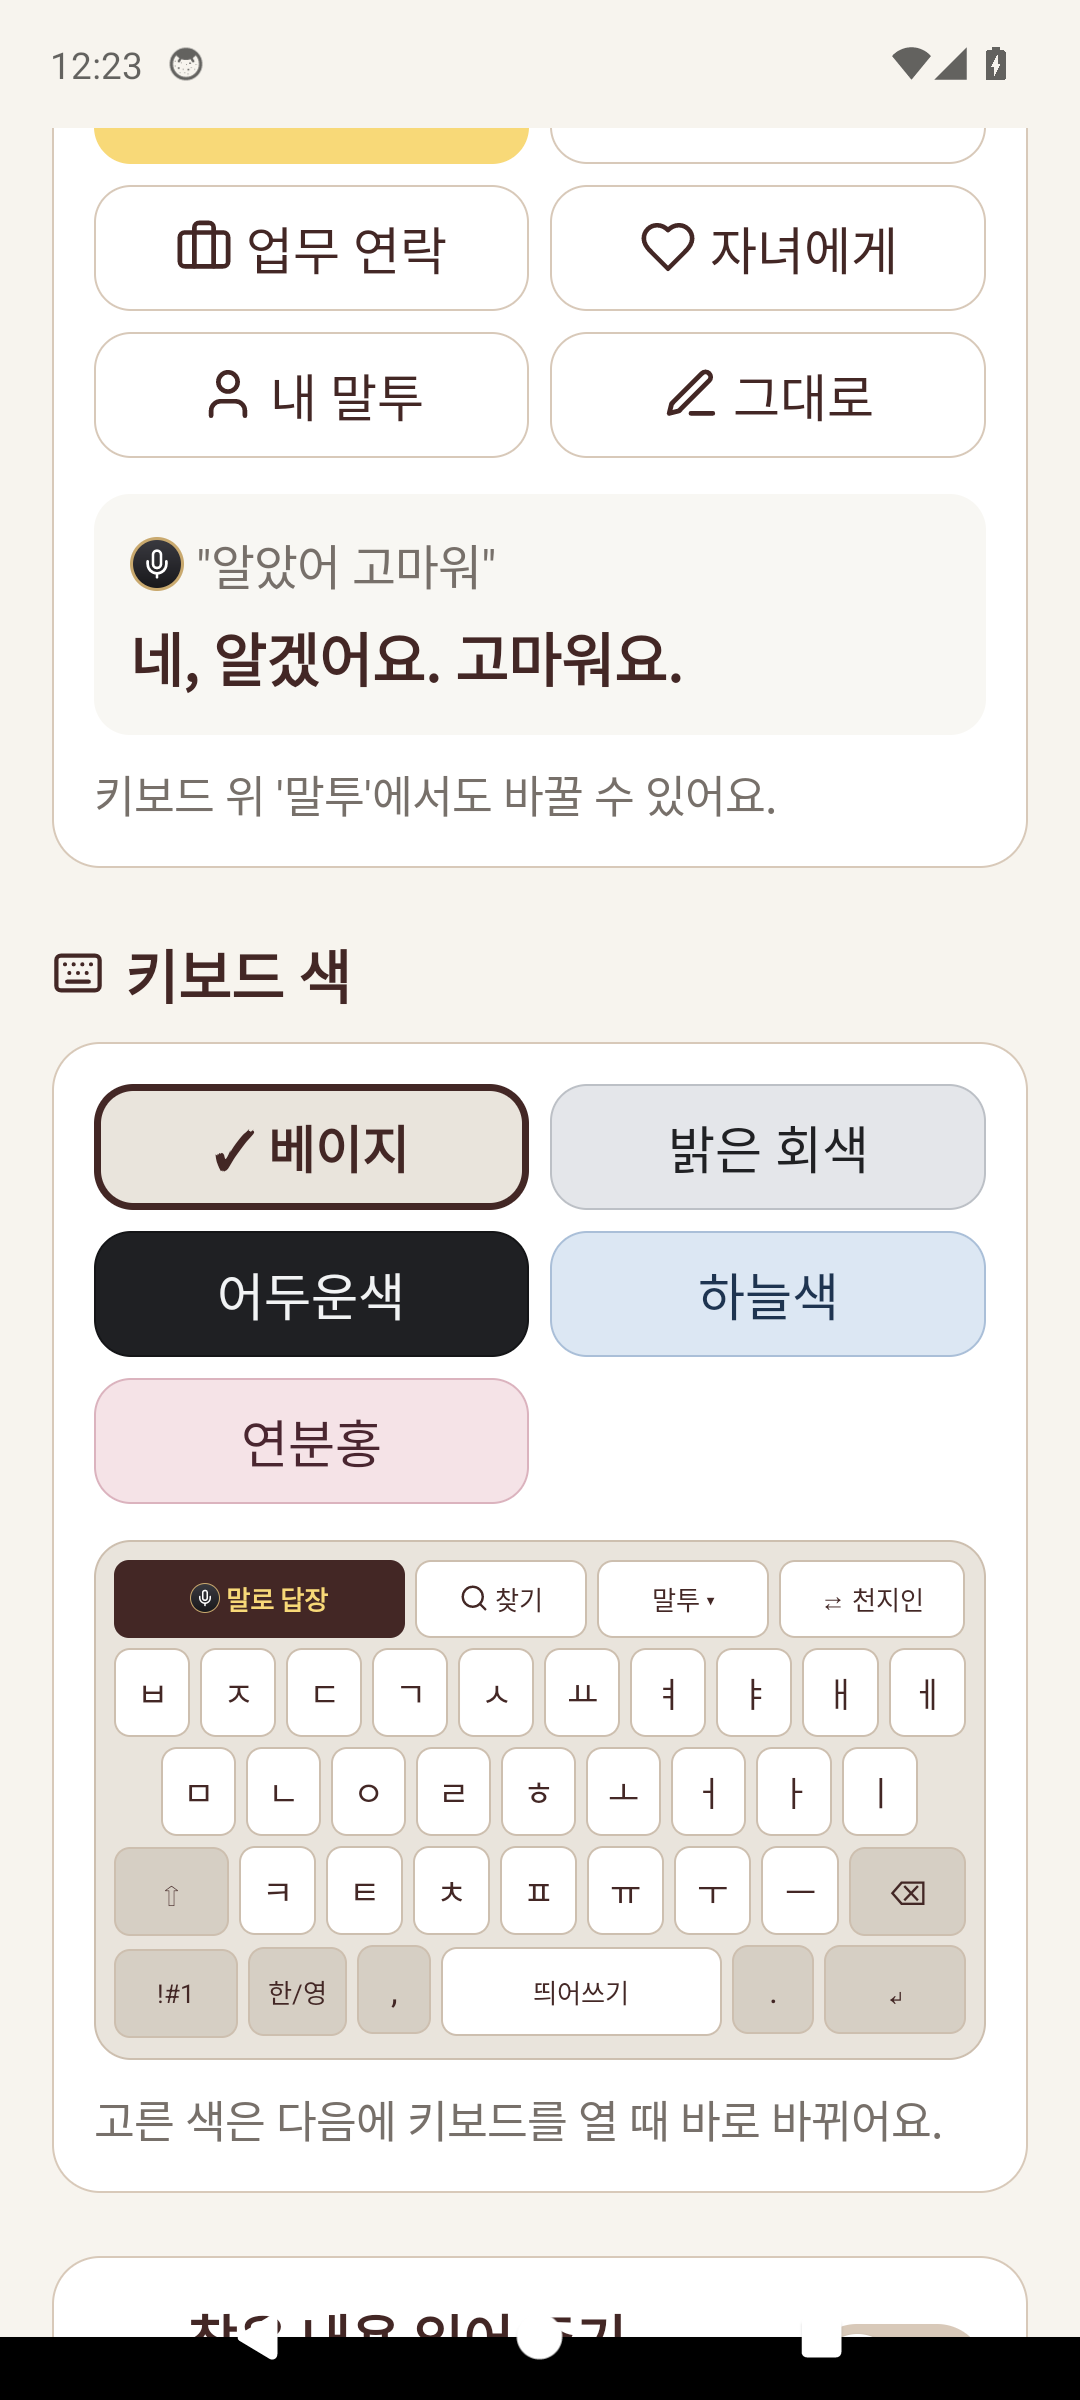 12:23
업무 연락
자녀에게
내 말투
그대로
"알았어 고마워"
네, 알겠어요. 고마워요.
키보드 위 '말투'에서도 바꿀 수 있어요.
키보드 색
✓ 베이지
밝은 회색
어두운색
하늘색
연분홍
말로 답장 찾기 말투 ▾ ⇄ 천지인
ㅂ ㅈ ㄷ ㄱ ㅅ ㅛ ㅕ ㅑ ㅐ ㅔ
ㅁ ㄴ ㅇ ㄹ ㅎ ㅗ ㅓ ㅏ ㅣ
⇧ ㅋ ㅌ ㅊ ㅍ ㅠ ㅜ ㅡ ⌫
!#1 한/영 , 띄어쓰기 . ↵
고른 색은 다음에 키보드를 열 때 바로 바뀌어요.
내용 읽어